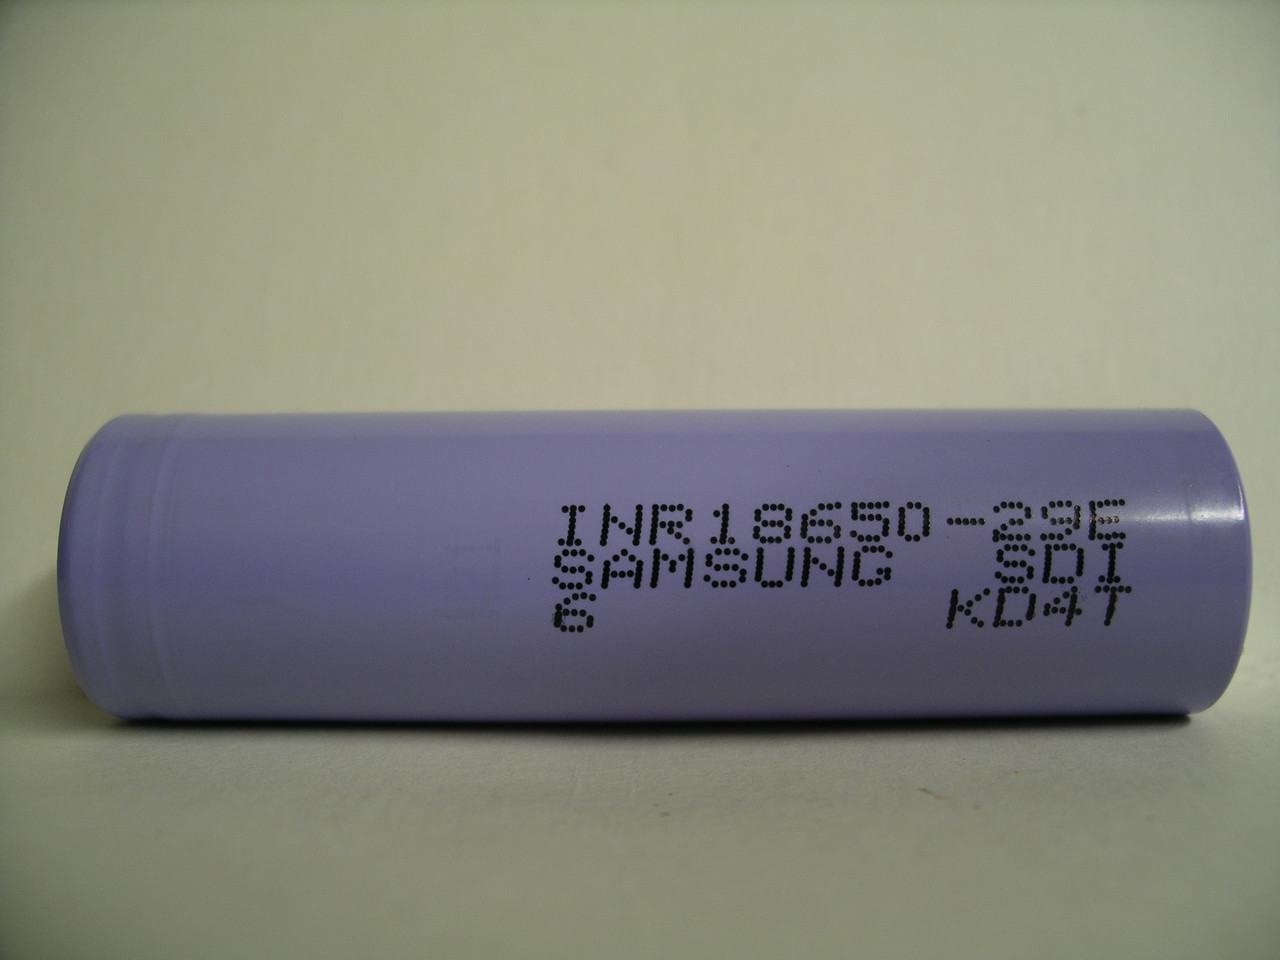 INR18650-29E
SAMSUNG SDI
6 KD4T